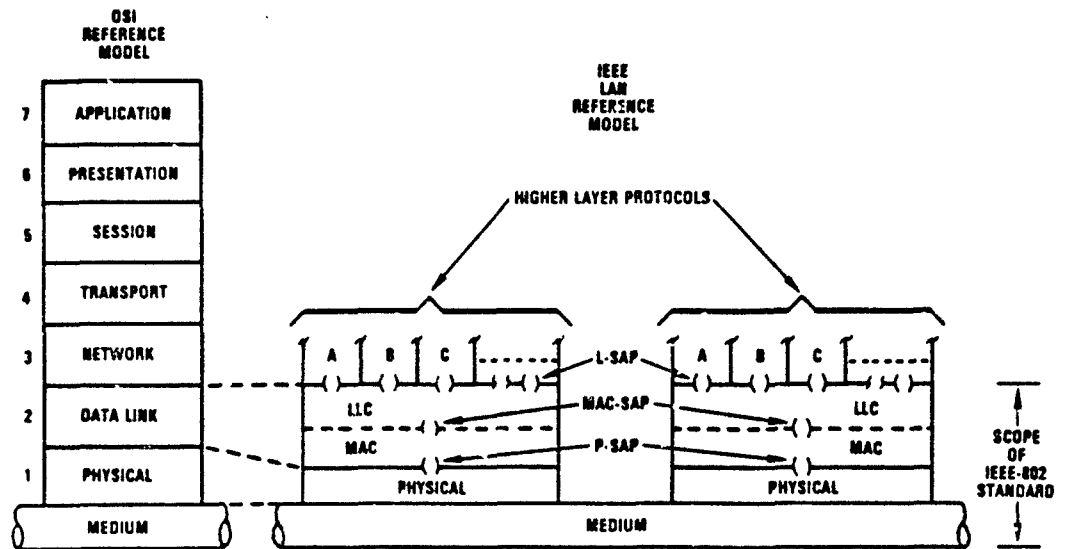 OSI
REFERENCE
MODEL
IEEE
LAN
REFERENCE
MODEL
7 APPLICATION
6 PRESENTATION
5 SESSION
4 TRANSPORT
3 NETWORK
2 DATA LINK
1 PHYSICAL
MEDIUM
HIGHER LAYER PROTOCOLS
A B C
L-SAP
A B C
LLC
MAC-SAP
LLC
MAC
P-SAP
MAC
PHYSICAL
PHYSICAL
MEDIUM
SCOPE
OF
IEEE-802
STANDARD